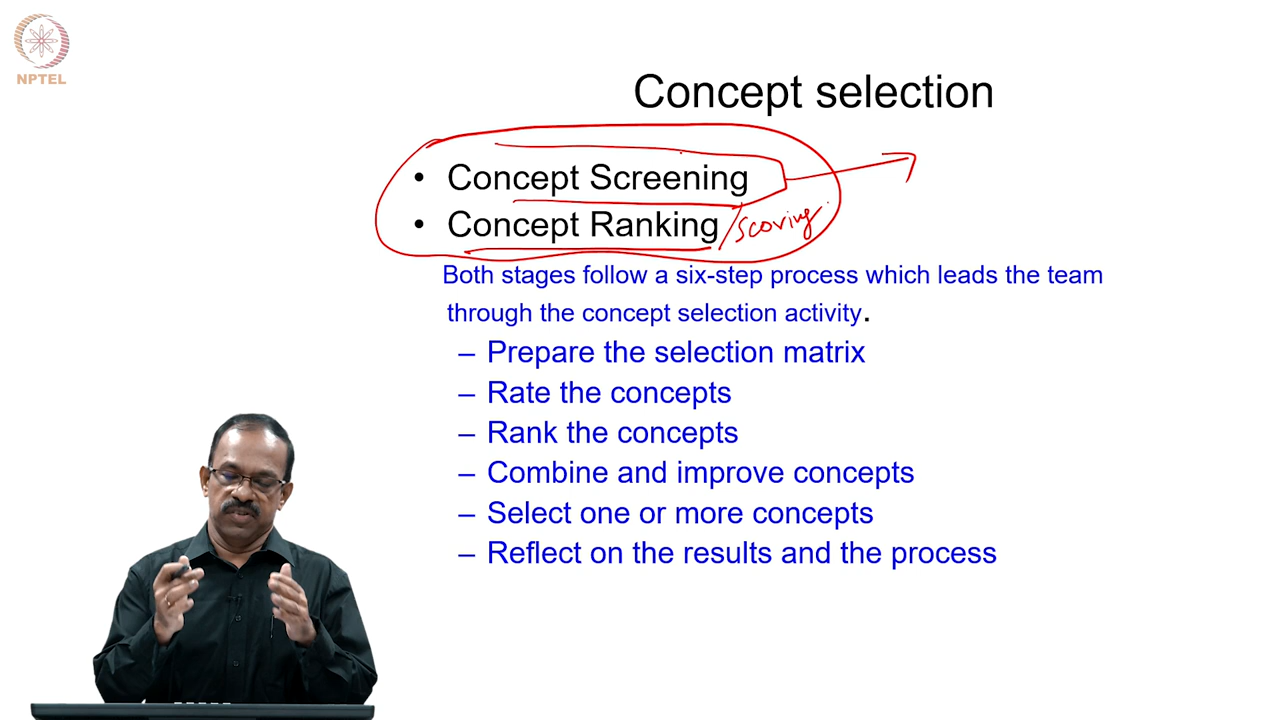 NPTEL
Concept selection
• Concept Screening
• Concept Ranking /scoring
Both stages follow a six-step process which leads the team
through the concept selection activity.
– Prepare the selection matrix
– Rate the concepts
– Rank the concepts
– Combine and improve concepts
– Select one or more concepts
– Reflect on the results and the process